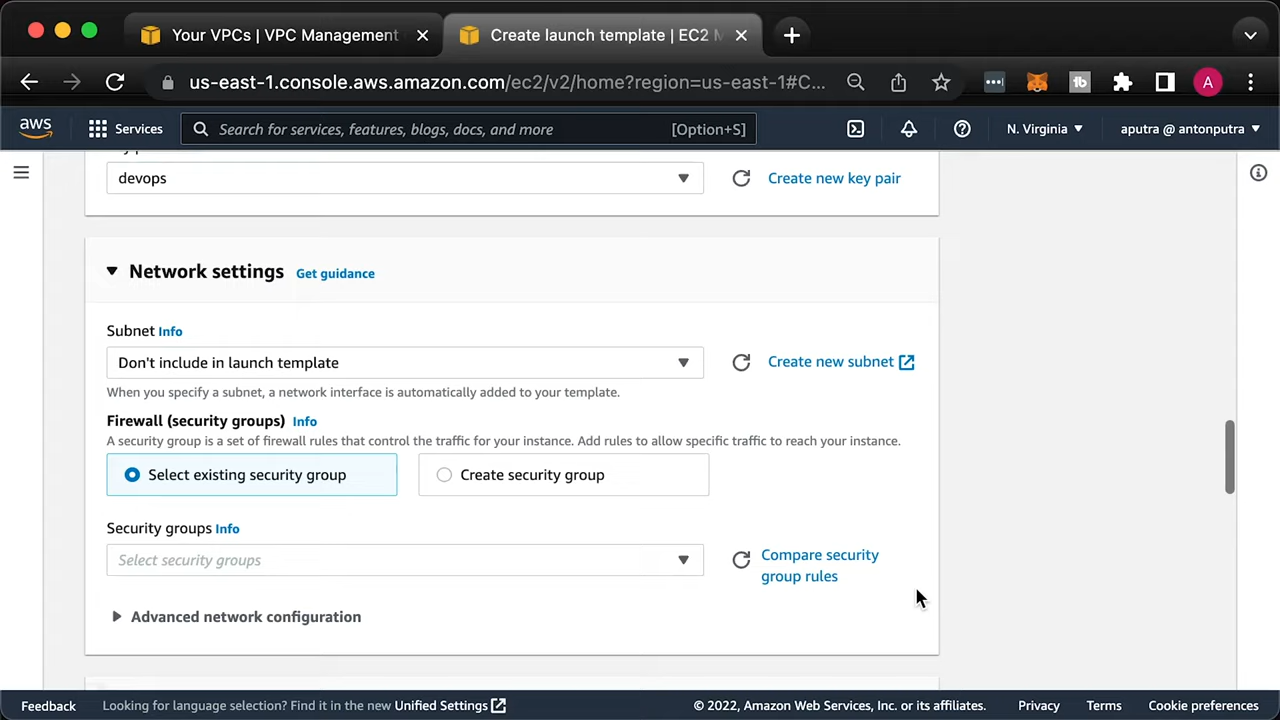 Your VPCs | VPC Management
Create launch template | EC2 M
us-east-1.console.aws.amazon.com/ec2/v2/home?region=us-east-1#C...
tb
A
aws
Services
Search for services, features, blogs, docs, and more
[Option+S]
N. Virginia
aputra @ antonputra
devops
Create new key pair
Network settings Get guidance
Subnet Info
Don't include in launch template
Create new subnet
When you specify a subnet, a network interface is automatically added to your template.
Firewall (security groups) Info
A security group is a set of firewall rules that control the traffic for your instance. Add rules to allow specific traffic to reach your instance.
Select existing security group
Create security group
Security groups Info
Select security groups
Compare security
group rules
Advanced network configuration
Feedback
Looking for language selection? Find it in the new Unified Settings
© 2022, Amazon Web Services, Inc. or its affiliates.
Privacy
Terms
Cookie preferences